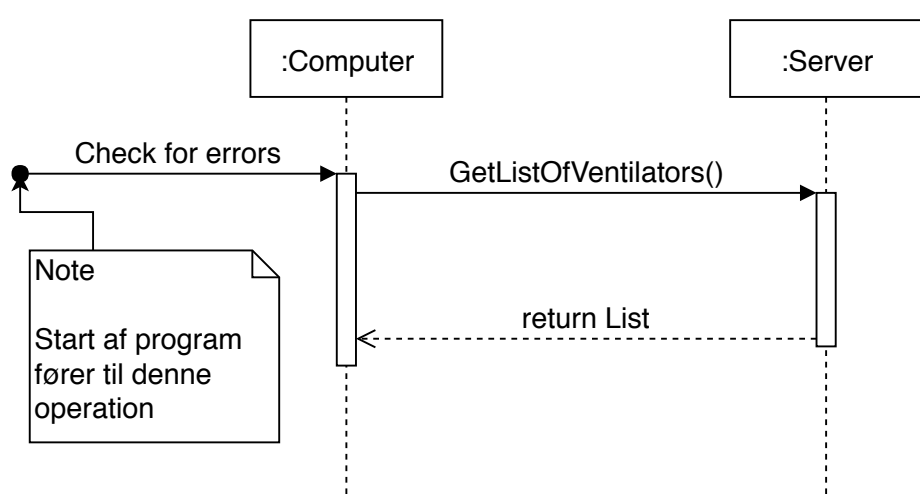 :Computer
:Server
Check for errors
GetListOfVentilators()
Note
Start af program
fører til denne
operation
return List